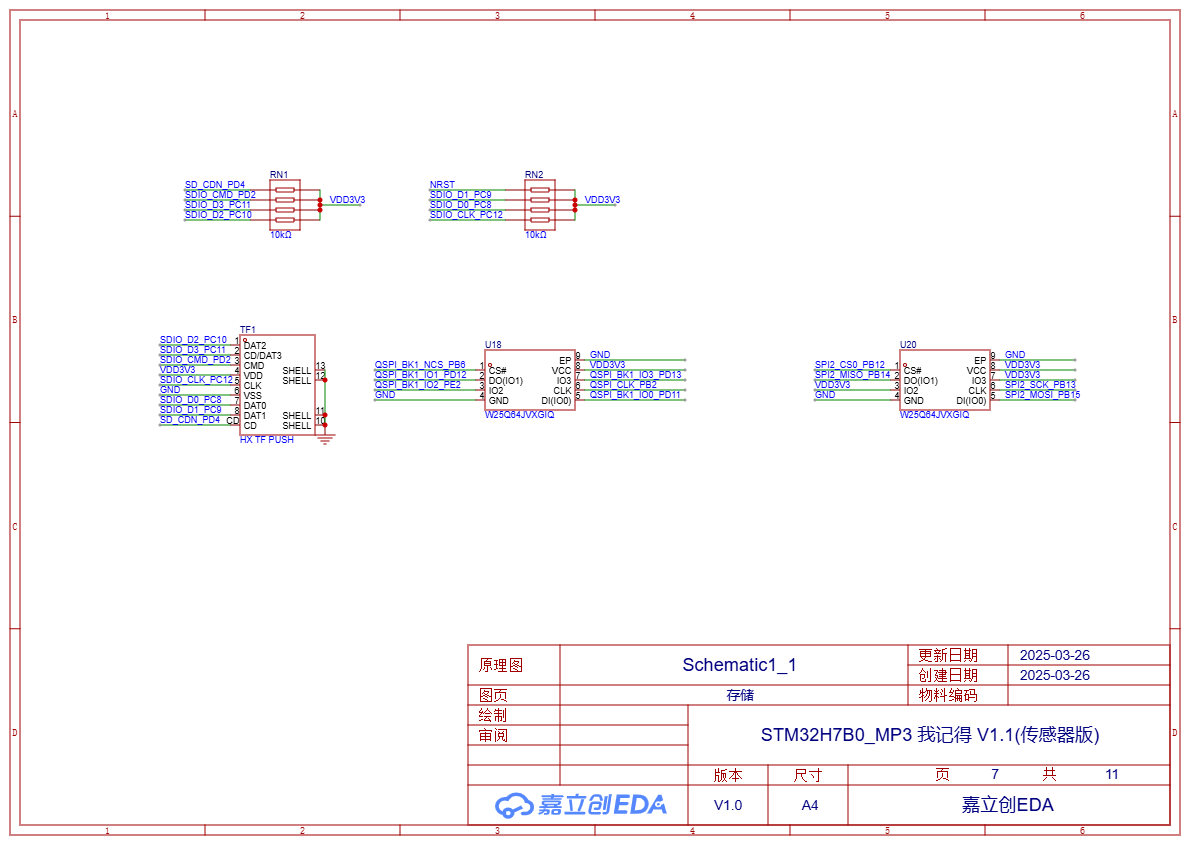 1 2 3 4 5 6
A A
RN1 RN2
SD_CDN_PD4
SDIO_CMD_PD2
SDIO_D3_PC11
SDIO_D2_PC10
VDD3V3
10kΩ
NRST
SDIO_D1_PC9
SDIO_D0_PC8
SDIO_CLK_PC12
VDD3V3
10kΩ
B B
TF1
SDIO_D2_PC10 1 DAT2
SDIO_D3_PC11 2 CD/DAT3
SDIO_CMD_PD2 3 CMD
VDD3V3 4 VDD
SDIO_CLK_PC12 5 CLK
GND 6 VSS
SDIO_D0_PC8 7 DAT0
SDIO_D1_PC9 8 DAT1
SD_CDN_PD4 CD CD
SHELL 13
SHELL 12
SHELL 11
SHELL 10
HX TF PUSH
U18
QSPI_BK1_NCS_PB6 1 CS#
QSPI_BK1_IO1_PD12 2 DO(IO1)
QSPI_BK1_IO2_PE2 3 IO2
GND 4 GND
EP 9 GND
VCC 8 VDD3V3
IO3 7 QSPI_BK1_IO3_PD13
CLK 6 QSPI_CLK_PB2
DI(IO0) 5 QSPI_BK1_IO0_PD11
W25Q64JVXGIQ
U20
SPI2_CS0_PB12 1 CS#
SPI2_MISO_PB14 2 DO(IO1)
VDD3V3 3 IO2
GND 4 GND
EP 9 GND
VCC 8 VDD3V3
IO3 7 VDD3V3
CLK 6 SPI2_SCK_PB13
DI(IO0) 5 SPI2_MOSI_PB15
W25Q64JVXGIQ
C C
D D
原理图 Schematic1_1 更新日期 2025-03-26
创建日期 2025-03-26
图页 存储 物料编码
绘制
审阅 STM32H7B0_MP3 我记得 V1.1(传感器版)
版本 尺寸 页 7 共 11
嘉立创EDA V1.0 A4 嘉立创EDA
1 2 3 4 5 6